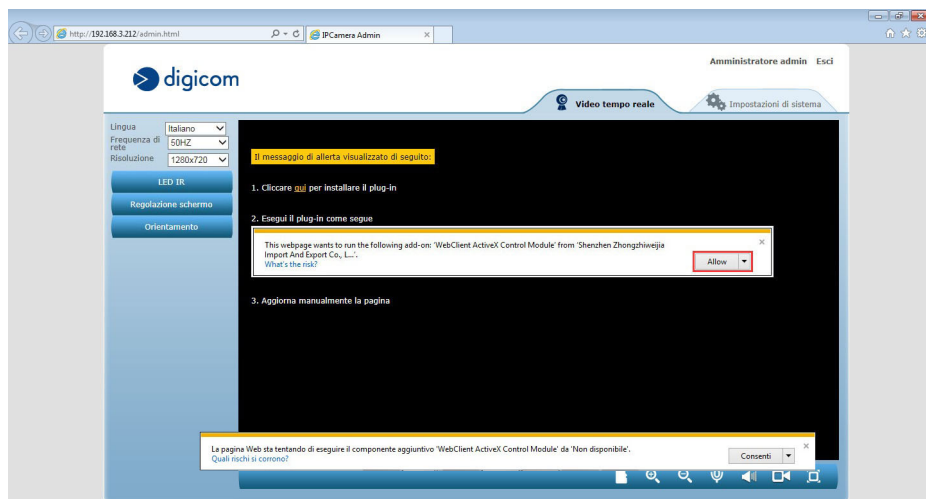 http://192.168.3.212/admin.html
IPCamera Admin
digicom
Amministratore admin Esci
Video tempo reale
Impostazioni di sistema
Lingua Italiano
Frequenza di rete 50HZ
Risoluzione 1280x720
LED IR
Regolazione schermo
Orientamento
Il messaggio di allerta visualizzato di seguito:
1. Cliccare qui per installare il plug-in
2. Esegui il plug-in come segue
This webpage wants to run the following add-on: 'WebClient ActiveX Control Module' from 'Shenzhen Zhongzhiweijia
Import And Export Co., L...'.
What's the risk?
Allow
3. Aggiorna manualmente la pagina
La pagina Web sta tentando di eseguire il componente aggiuntivo 'WebClient ActiveX Control Module' da 'Non disponibile'.
Quali rischi si corrono?
Consenti